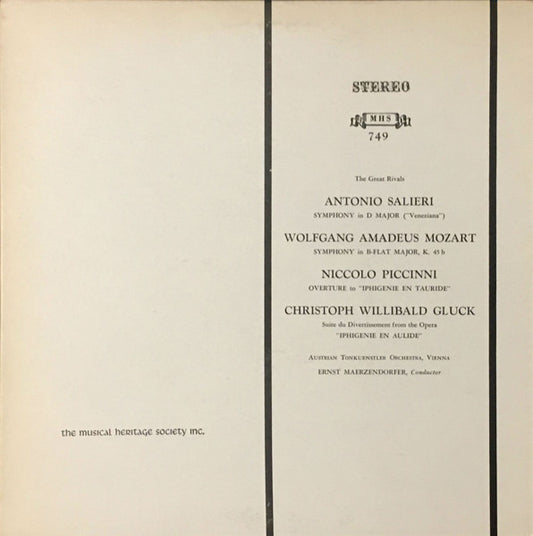 STEREO
MHS
749
The Great Rivals
ANTONIO SALIERI
SYMPHONY in D MAJOR ("Veneziana")
WOLFGANG AMADEUS MOZART
SYMPHONY in B-FLAT MAJOR, K. 45 b
NICCOLO PICCINNI
OVERTURE to "IPHIGENIE EN TAURIDE"
CHRISTOPH WILLIBALD GLUCK
Suite du Divertissement from the Opera
"IPHIGENIE EN AULIDE"
AUSTRIAN TONKUENSTLER ORCHESTRA, VIENNA
ERNST MAERZENDORFER, Conductor
the musical heritage society inc.